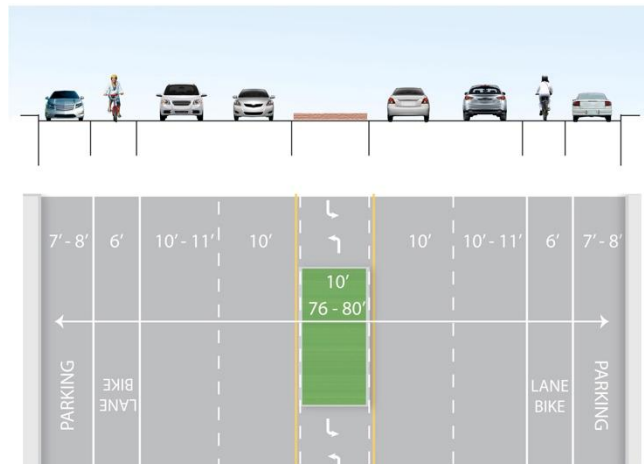 7' - 8' 6' 10' - 11' 10' 10' 10' - 11' 6' 7' - 8'
10'
76 - 80'
PARKING
BIKE
LANE
LANE
BIKE
PARKING